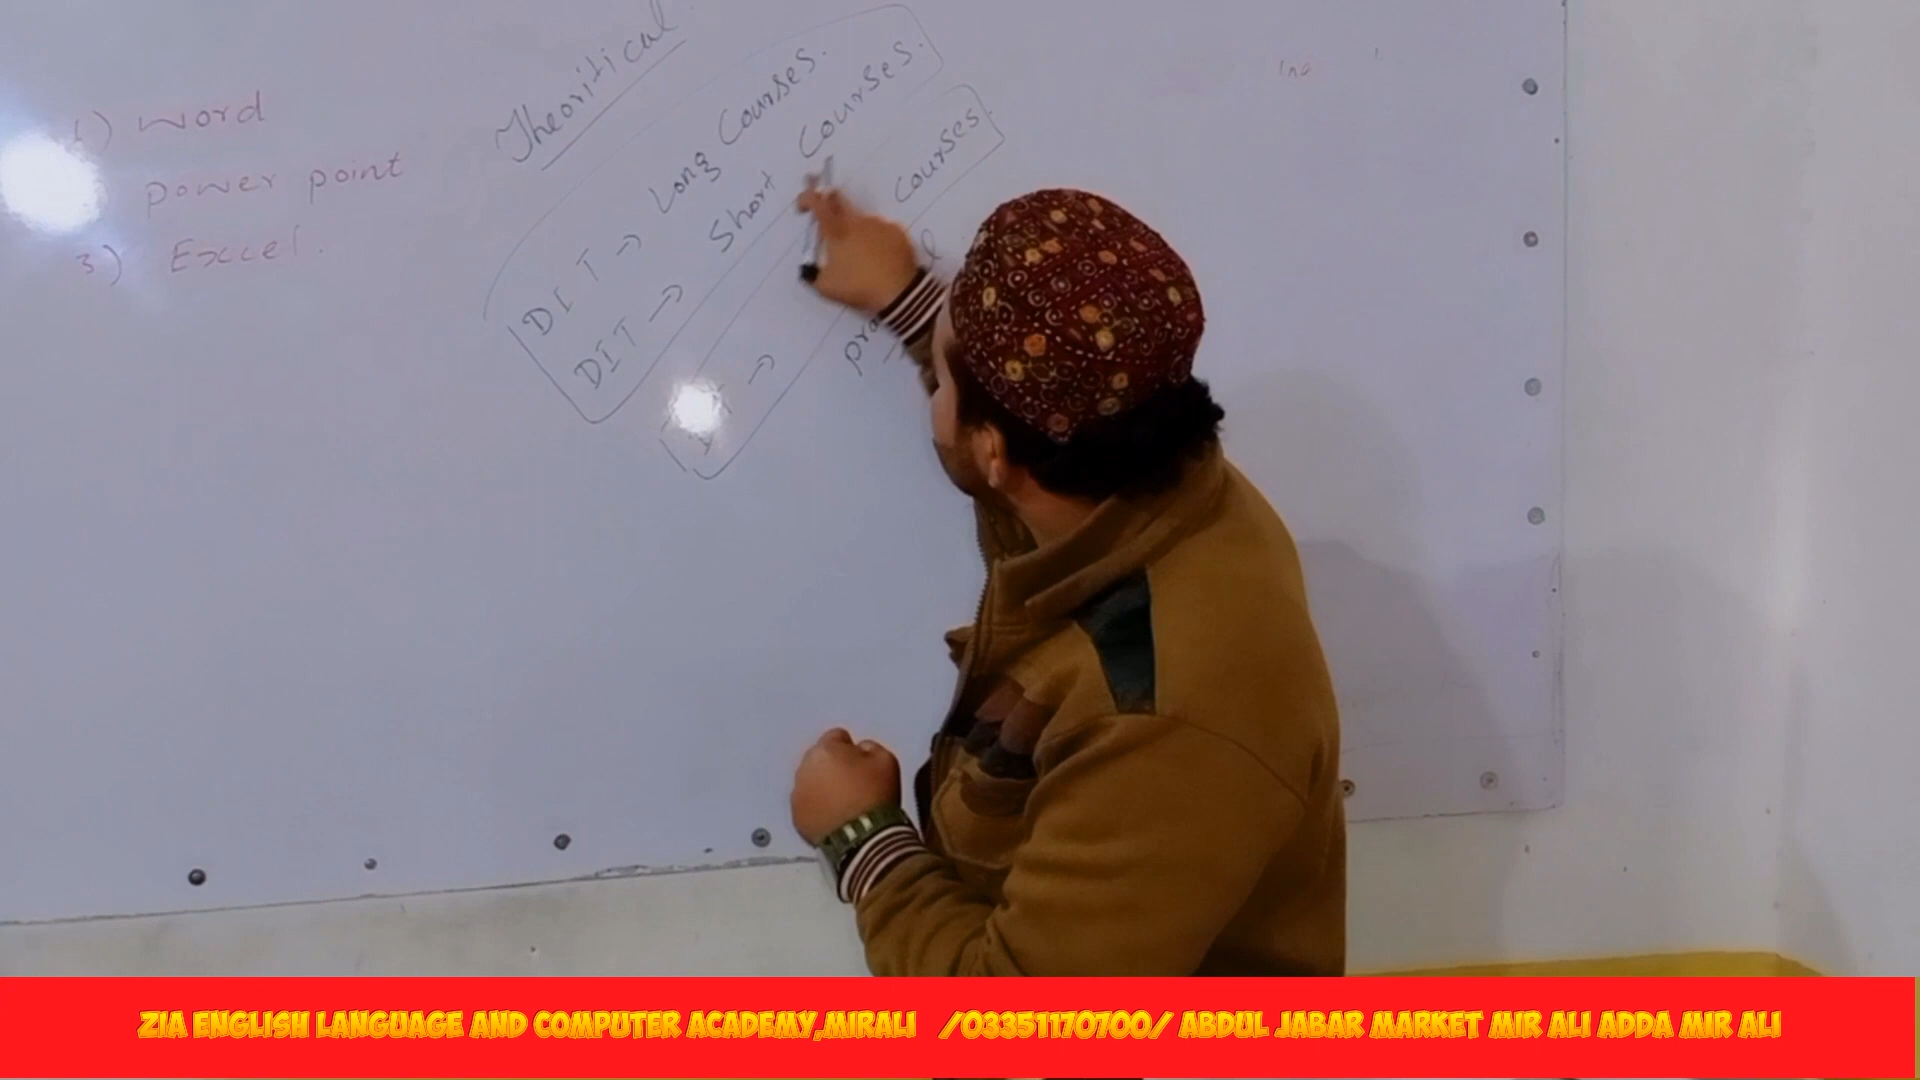 1) word
power point
3) Excel.
Theoritical
DIT → Long Courses.
DIT → Short Courses.
→ courses
Ina
ZIA ENGLISH LANGUAGE AND COMPUTER ACADEMY,MIRALI /03351170700/ ABDUL JABAR MARKET MIR ALI ADDA MIR ALI